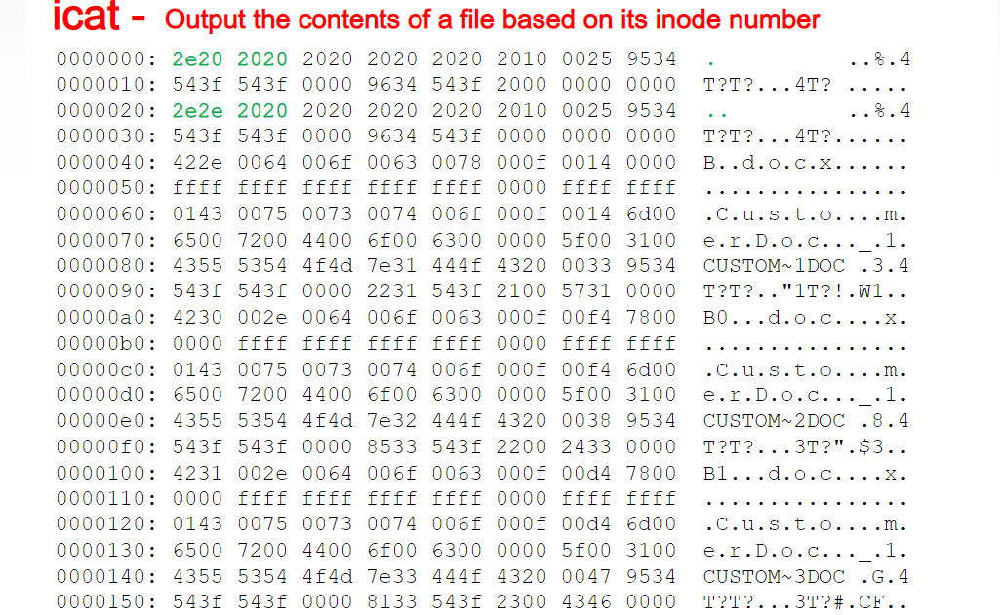 icat - Output the contents of a file based on its inode number
0000000: 2e20 2020 2020 2020 2020 2010 0025 9534 . ..%.4
0000010: 543f 543f 0000 9634 543f 2000 0000 0000 T?T?...4T? .....
0000020: 2e2e 2020 2020 2020 2020 2010 0025 9534 .. ..%.4
0000030: 543f 543f 0000 9634 543f 0000 0000 0000 T?T?...4T?......
0000040: 422e 0064 006f 0063 0078 000f 0014 0000 B..d.o.c.x......
0000050: ffff ffff ffff ffff ffff 0000 ffff ffff ................
0000060: 0143 0075 0073 0074 006f 000f 0014 6d00 .C.u.s.t.o....m.
0000070: 6500 7200 4400 6f00 6300 0000 5f00 3100 e.r.D.o.c..._.1.
0000080: 4355 5354 4f4d 7e31 444f 4320 0033 9534 CUSTOM~1DOC .3.4
0000090: 543f 543f 0000 2231 543f 2100 5731 0000 T?T?.."1T?!.W1..
00000a0: 4230 002e 0064 006f 0063 000f 00f4 7800 B0...d.o.c....x.
00000b0: 0000 ffff ffff ffff ffff 0000 ffff ffff ................
00000c0: 0143 0075 0073 0074 006f 000f 00f4 6d00 .C.u.s.t.o....m.
00000d0: 6500 7200 4400 6f00 6300 0000 5f00 3100 e.r.D.o.c..._.1.
00000e0: 4355 5354 4f4d 7e32 444f 4320 0038 9534 CUSTOM~2DOC .8.4
00000f0: 543f 543f 0000 8533 543f 2200 2433 0000 T?T?...3T?".$3..
0000100: 4231 002e 0064 006f 0063 000f 00d4 7800 B1...d.o.c....x.
0000110: 0000 ffff ffff ffff ffff 0000 ffff ffff ................
0000120: 0143 0075 0073 0074 006f 000f 00d4 6d00 .C.u.s.t.o....m.
0000130: 6500 7200 4400 6f00 6300 0000 5f00 3100 e.r.D.o.c..._.1.
0000140: 4355 5354 4f4d 7e33 444f 4320 0047 9534 CUSTOM~3DOC .G.4
0000150: 543f 543f 0000 8133 543f 2300 4346 0000 T?T?...3T?#.CF..